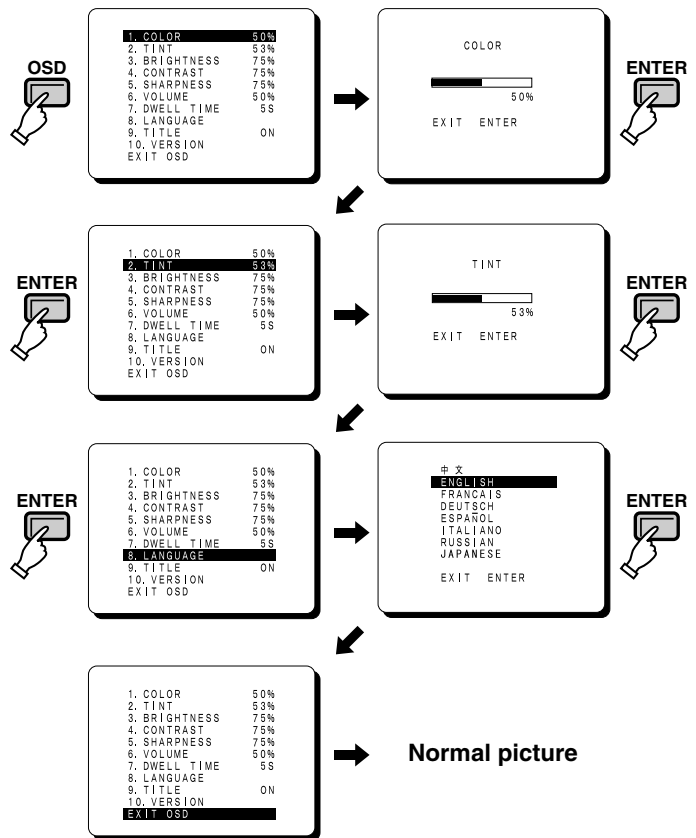 OSD
1. COLOR 50%
2. TINT 53%
3. BRIGHTNESS 75%
4. CONTRAST 75%
5. SHARPNESS 75%
6. VOLUME 50%
7. DWELL TIME 5S
8. LANGUAGE
9. TITLE ON
10. VERSION
EXIT OSD
COLOR
50%
EXIT ENTER
ENTER
ENTER
1. COLOR 50%
2. TINT 53%
3. BRIGHTNESS 75%
4. CONTRAST 75%
5. SHARPNESS 75%
6. VOLUME 50%
7. DWELL TIME 5S
8. LANGUAGE
9. TITLE ON
10. VERSION
EXIT OSD
TINT
53%
EXIT ENTER
ENTER
ENTER
1. COLOR 50%
2. TINT 53%
3. BRIGHTNESS 75%
4. CONTRAST 75%
5. SHARPNESS 75%
6. VOLUME 50%
7. DWELL TIME 5S
8. LANGUAGE
9. TITLE ON
10. VERSION
EXIT OSD
中文
ENGLISH
FRANCAIS
DEUTSCH
ESPAÑOL
ITALIANO
RUSSIAN
JAPANESE
EXIT ENTER
ENTER
1. COLOR 50%
2. TINT 53%
3. BRIGHTNESS 75%
4. CONTRAST 75%
5. SHARPNESS 75%
6. VOLUME 50%
7. DWELL TIME 5S
8. LANGUAGE
9. TITLE ON
10. VERSION
EXIT OSD
Normal picture